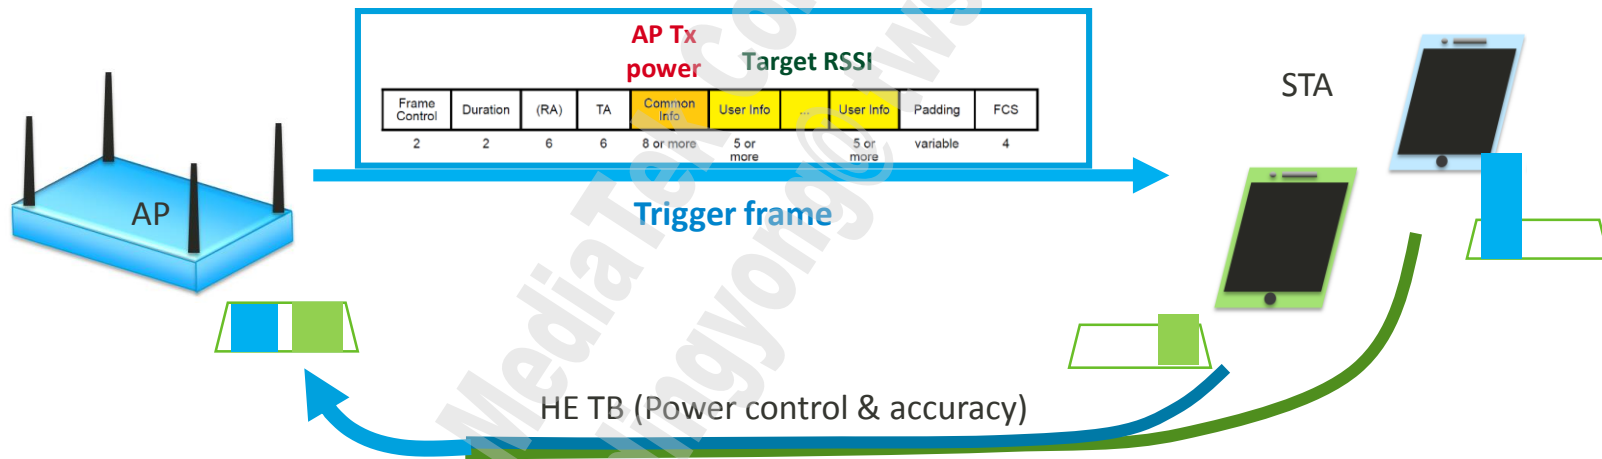 AP Tx
power
Target RSSI
Frame
Control
Duration
(RA)
TA
Common
Info
User Info
...
User Info
Padding
FCS
2
2
6
6
8 or more
5 or
more
5 or
more
variable
4
STA
AP
Trigger frame
HE TB (Power control & accuracy)
MediaTek Con